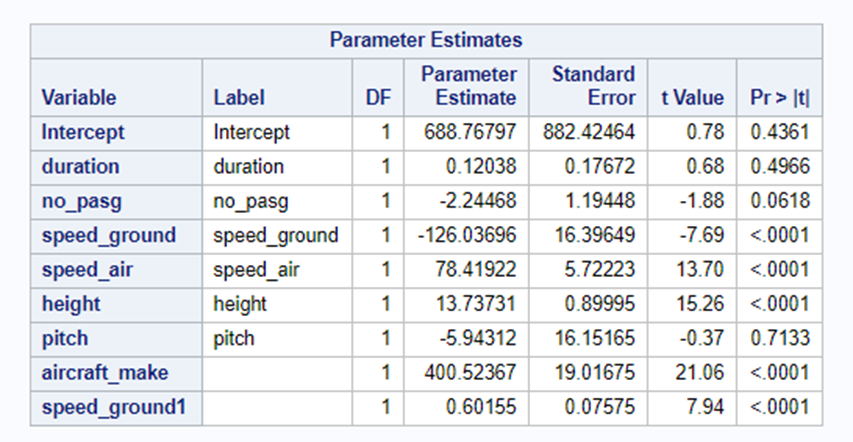 Parameter Estimates
Variable Label DF Parameter Estimate Standard Error t Value Pr > |t|
Intercept Intercept 1 688.76797 882.42464 0.78 0.4361
duration duration 1 0.12038 0.17672 0.68 0.4966
no_pasg no_pasg 1 -2.24468 1.19448 -1.88 0.0618
speed_ground speed_ground 1 -126.03696 16.39649 -7.69 <.0001
speed_air speed_air 1 78.41922 5.72223 13.70 <.0001
height height 1 13.73731 0.89995 15.26 <.0001
pitch pitch 1 -5.94312 16.15165 -0.37 0.7133
aircraft_make 1 400.52367 19.01675 21.06 <.0001
speed_ground1 1 0.60155 0.07575 7.94 <.0001